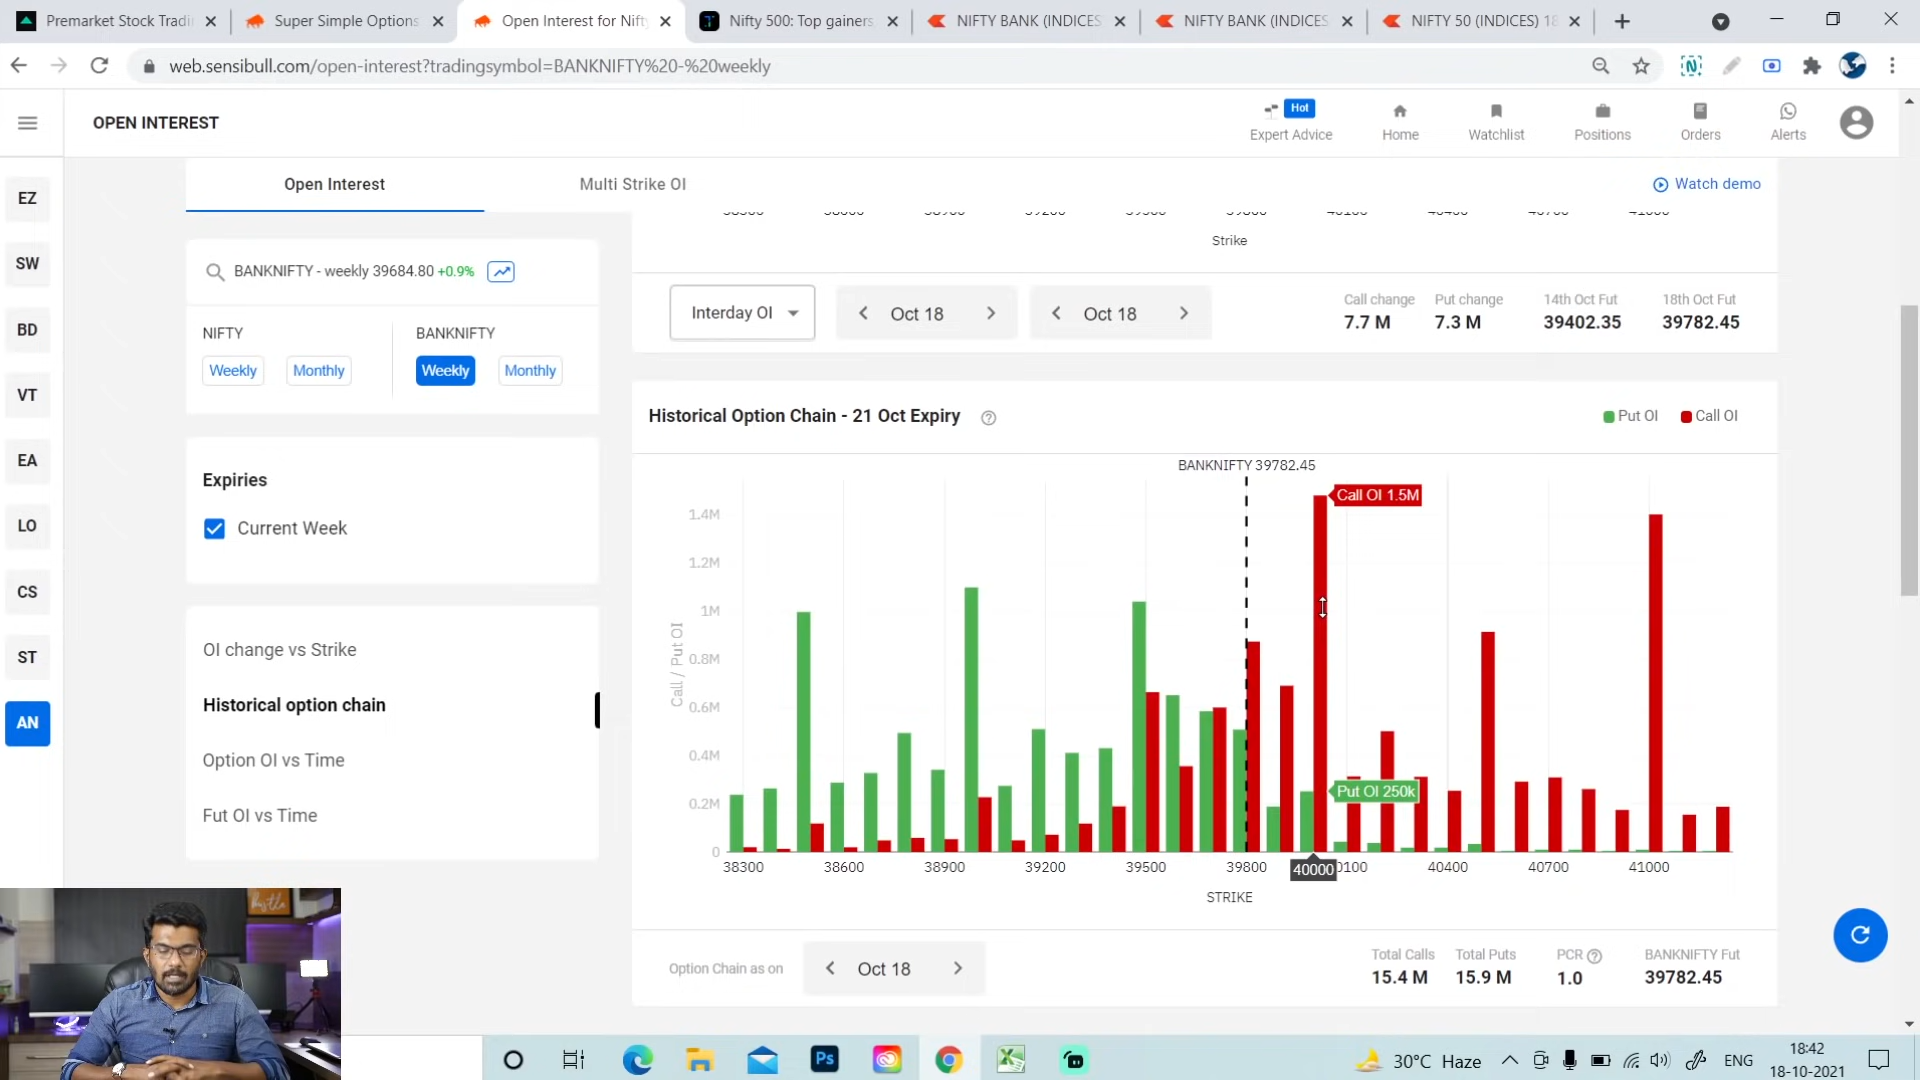 Premarket Stock Tradi
Super Simple Options
Open Interest for Nift
Nifty 500: Top gainers,
NIFTY BANK (INDICES
NIFTY BANK (INDICES
NIFTY 50 (INDICES) 18
web.sensibull.com/open-interest?tradingsymbol=BANKNIFTY%20-%20weekly
OPEN INTEREST
Hot
Expert Advice
Home
Watchlist
Positions
Orders
Alerts
EZ
SW
BD
VT
EA
LO
CS
ST
AN
Open Interest
Multi Strike OI
Watch demo
BANKNIFTY - weekly 39684.80 +0.9%
NIFTY
BANKNIFTY
Weekly
Monthly
Weekly
Monthly
Expiries
Current Week
OI change vs Strike
Historical option chain
Option OI vs Time
Fut OI vs Time
Strike
Interday OI
Oct 18
Oct 18
Call change
7.7 M
Put change
7.3 M
14th Oct Fut
39402.35
18th Oct Fut
39782.45
Historical Option Chain - 21 Oct Expiry
Put OI
Call OI
BANKNIFTY 39782.45
Call OI 1.5M
Put OI 250k
Call / Put OI
1.4M
1.2M
1M
0.8M
0.6M
0.4M
0.2M
0
38300 38600 38900 39200 39500 39800 40000 0100 40400 40700 41000
STRIKE
Option Chain as on
Oct 18
Total Calls
15.4 M
Total Puts
15.9 M
PCR
1.0
BANKNIFTY Fut
39782.45
hustle
Ps
30°C Haze
ENG
18:42
18-10-2021